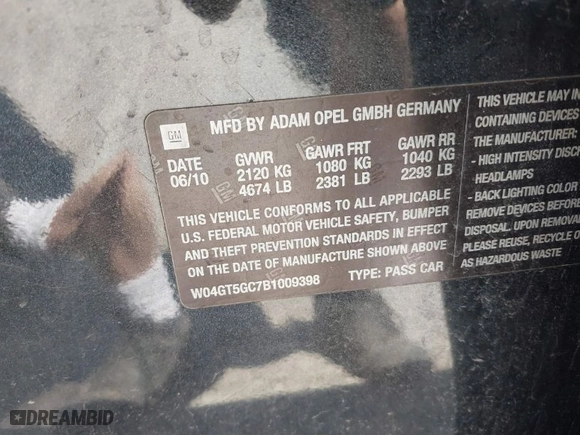 GM
MFD BY ADAM OPEL GMBH GERMANY
DATE GVWR GAWR FRT GAWR RR
06/10 2120 KG 1080 KG 1040 KG
4674 LB 2381 LB 2293 LB
THIS VEHICLE CONFORMS TO ALL APPLICABLE
U.S. FEDERAL MOTOR VEHICLE SAFETY, BUMPER
AND THEFT PREVENTION STANDARDS IN EFFECT
ON THE DATE OF MANUFACTURE SHOWN ABOVE
W04GT5GC7B1009398 TYPE: PASS CAR
THIS VEHICLE MAY IN
CONTAINING DEVICES
THE MANUFACTURER:
- HIGH INTENSITY DISCH
HEADLAMPS
- BACK LIGHTING COLOR
REMOVE DEVICES BEFORE
DISPOSAL. UPON REMOVAL
PLEASE REUSE, RECYCLE O
AS HAZARDOUS WASTE
DREAMBID